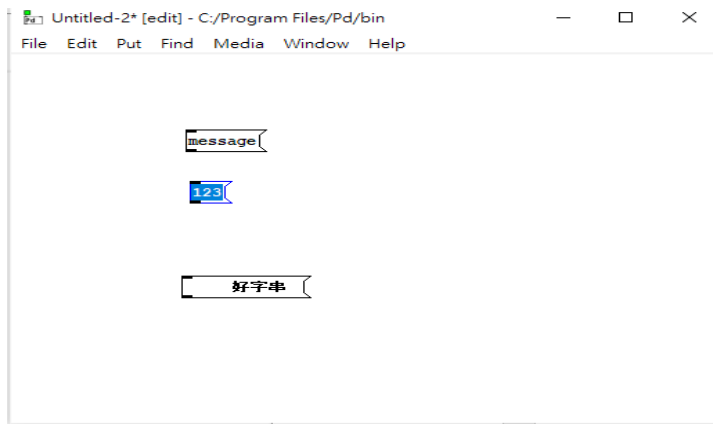 Untitled-2* [edit] - C:/Program Files/Pd/bin
File Edit Put Find Media Window Help
message
123
好字串